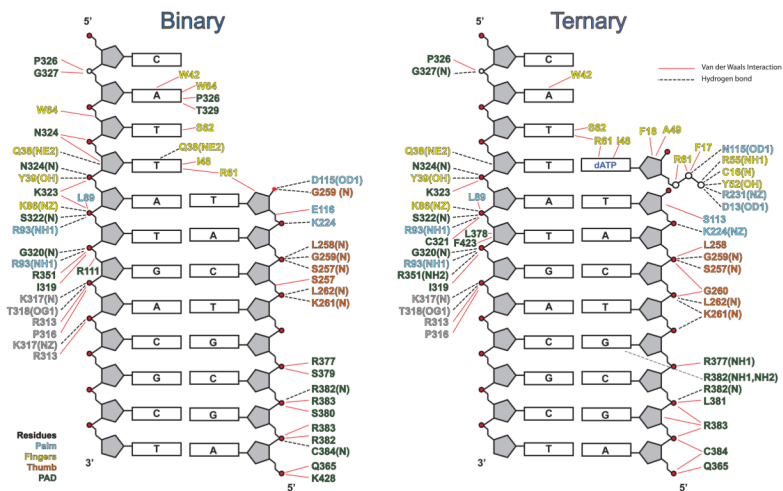 Binary
5'
P326
G327
C
W42
A
W64
P326
T329
W64
T
S62
N324
Q38(NE2)
Q38(NE2)
T
I48
N324(N)
R61
Y39(OH)
D115(OD1)
K323
G259 (N)
L89
A
T
K86(NZ)
E116
S322(N)
K224
R93(NH1)
T
A
L258(N)
G320(N)
G259(N)
R93(NH1)
S257(N)
R351
R111
G
C
S257
I319
L262(N)
K317(N)
K261(N)
T318(OG1)
A
T
R313
P316
K317(NZ)
C
G
R313
R377
S379
G
C
R382(N)
R383
S380
C
G
R383
R382
C384(N)
T
A
Q365
K428
3'
5'
Residues
Palm
Fingers
Thumb
PAD
Ternary
5'
Van der Waals Interaction
Hydrogen bond
P326
G327(N)
C
W42
A
S62
T
R61 I48
F18 A49
F17
R61
N115(OD1)
R55(NH1)
C16(N)
Y52(OH)
R231(NZ)
D13(OD1)
Q38(NE2)
T
dATP
N324(N)
Y39(OH)
K323
L89
A
T
K86(NZ)
S322(N)
S113
R93(NH1)
K224(NZ)
L378
C321
F423
T
A
L258
G320(N)
G259(N)
R93(NH1)
S257(N)
R351(NH2)
G
C
I319
G260
K317(N)
L262(N)
T318(OG1)
K261(N)
A
T
R313
P316
C
G
R377(NH1)
R382(NH1,NH2)
G
C
R382(N)
L381
C
G
R383
T
A
C384
Q365
3'
5'